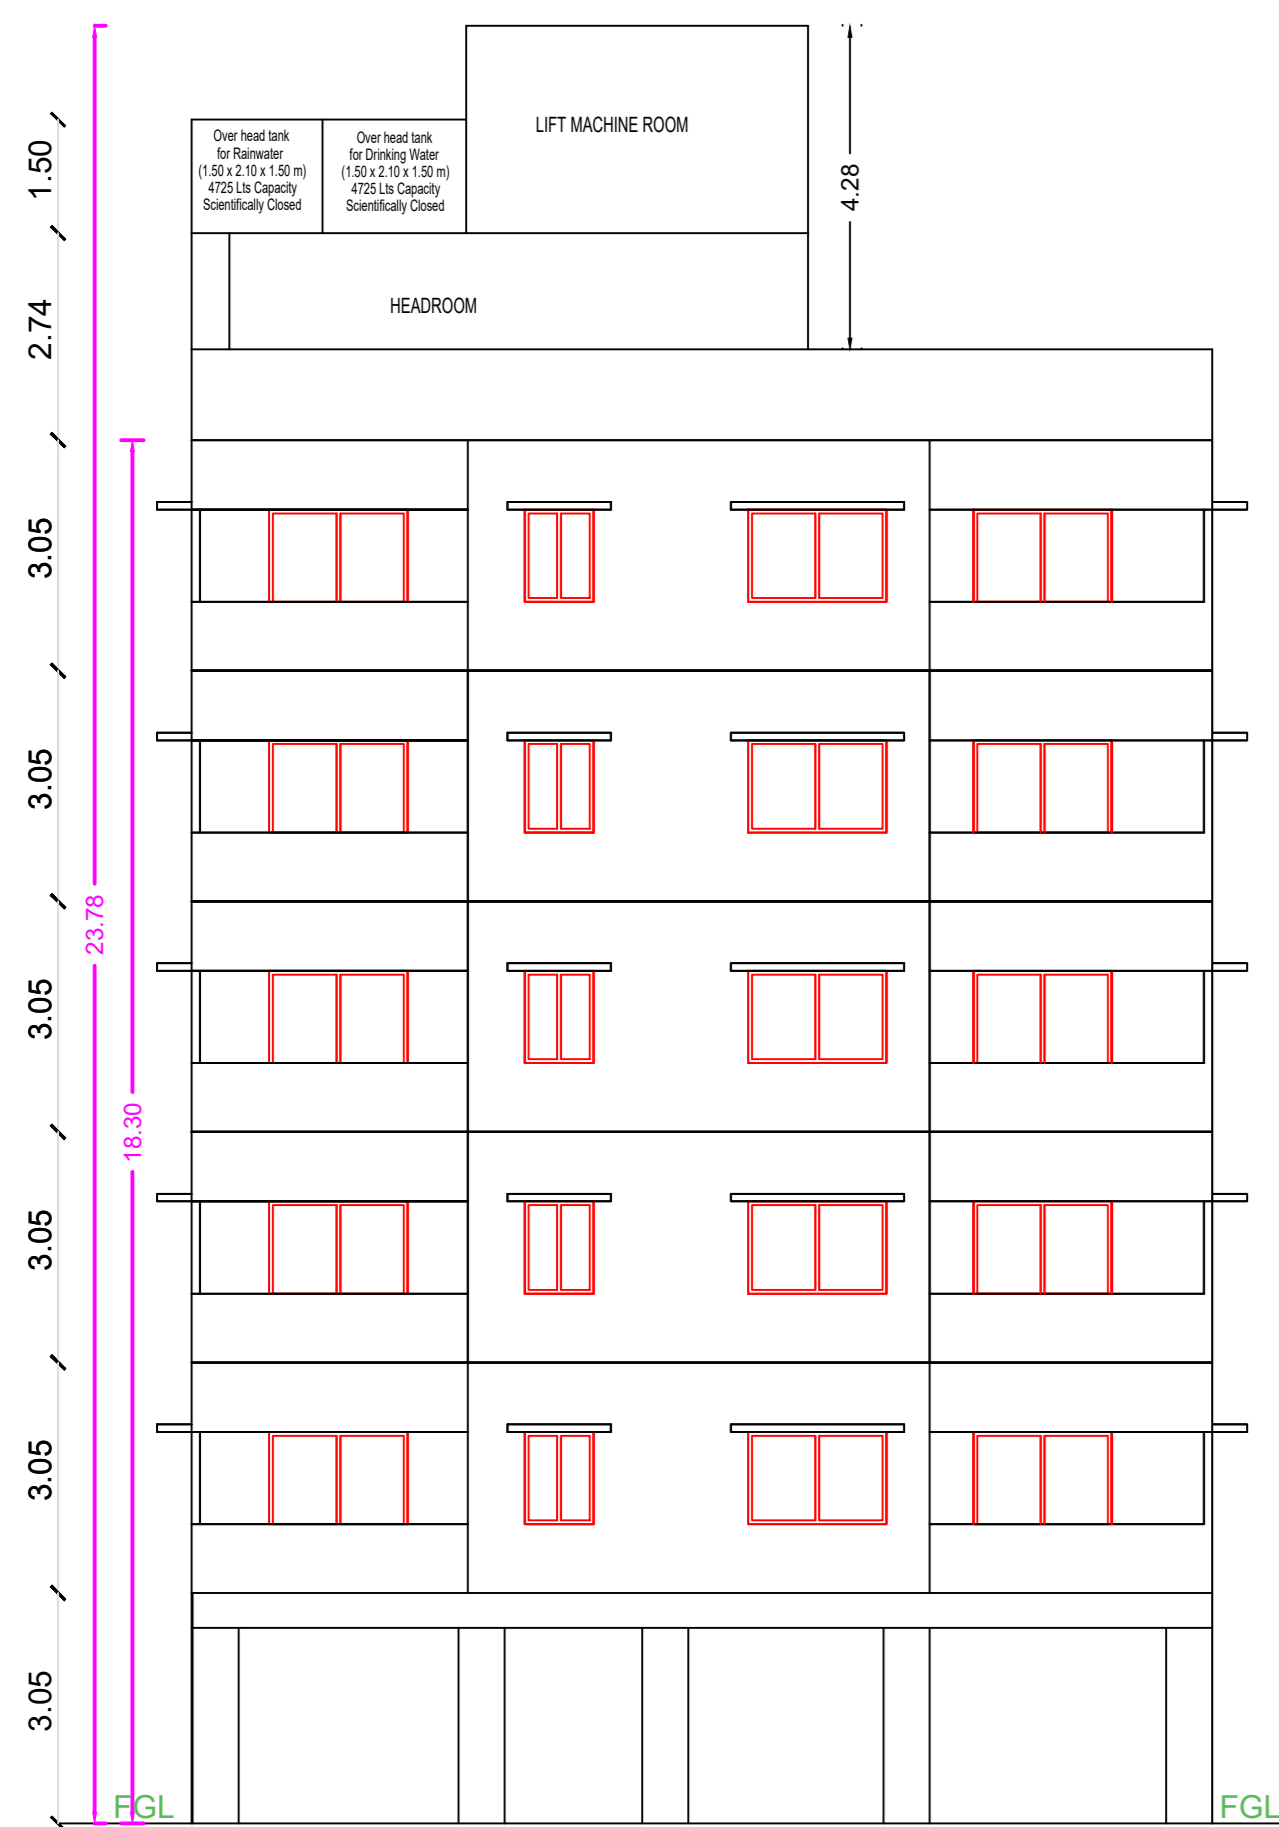 LIFT MACHINE ROOM
Over head tank
for Rainwater
(1.50 x 2.10 x 1.50 m)
4725 Lts Capacity
Scientifically Closed
Over head tank
for Drinking Water
(1.50 x 2.10 x 1.50 m)
4725 Lts Capacity
Scientifically Closed
1.50
4.28
HEADROOM
2.74
3.05
3.05
23.78
3.05
18.30
3.05
3.05
3.05
FGL
FGL